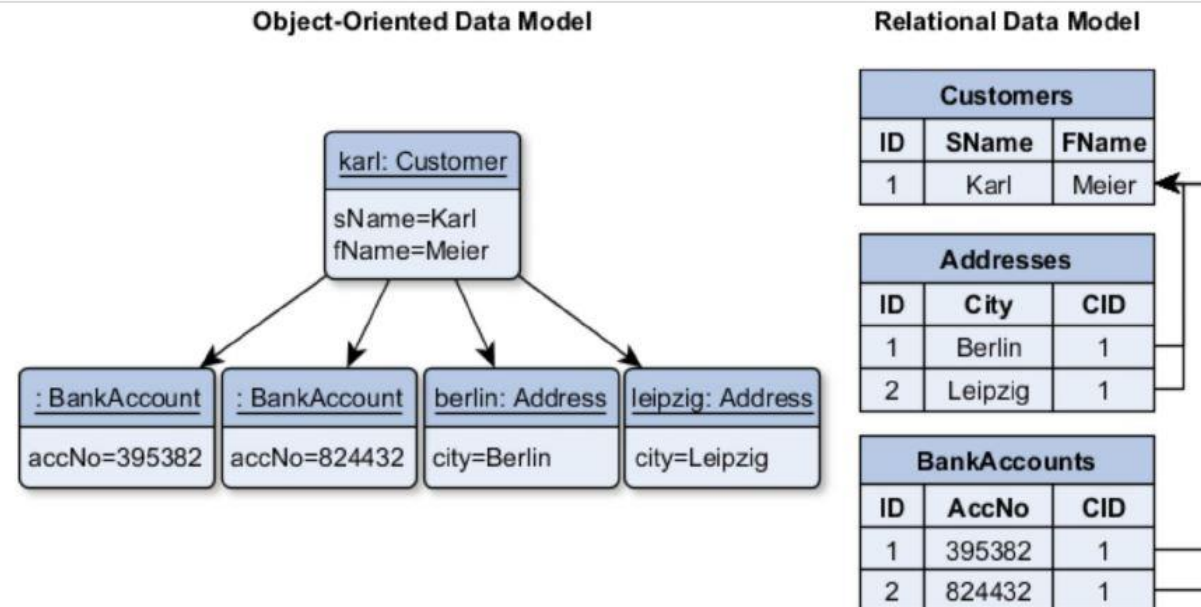 Object-Oriented Data Model
karl: Customer
sName=Karl
fName=Meier
: BankAccount
accNo=395382
: BankAccount
accNo=824432
berlin: Address
city=Berlin
leipzig: Address
city=Leipzig
Relational Data Model
Customers
ID SName FName
1 Karl Meier
Addresses
ID City CID
1 Berlin 1
2 Leipzig 1
BankAccounts
ID AccNo CID
1 395382 1
2 824432 1